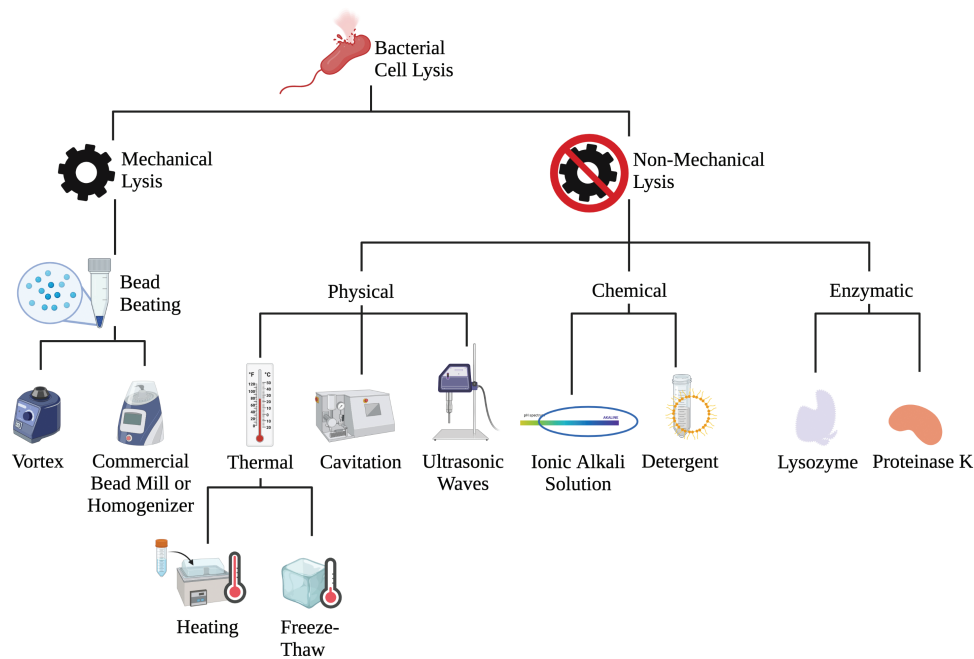 Bacterial
Cell Lysis
Mechanical
Lysis
Non-Mechanical
Lysis
Bead
Beating
Physical
Chemical
Enzymatic
°F
°C
Vortex
Commercial
Bead Mill or
Homogenizer
Thermal
Cavitation
Ultrasonic
Waves
ALKALINE
Ionic Alkali
Solution
Detergent
Lysozyme
Proteinase K
Heating
Freeze-
Thaw